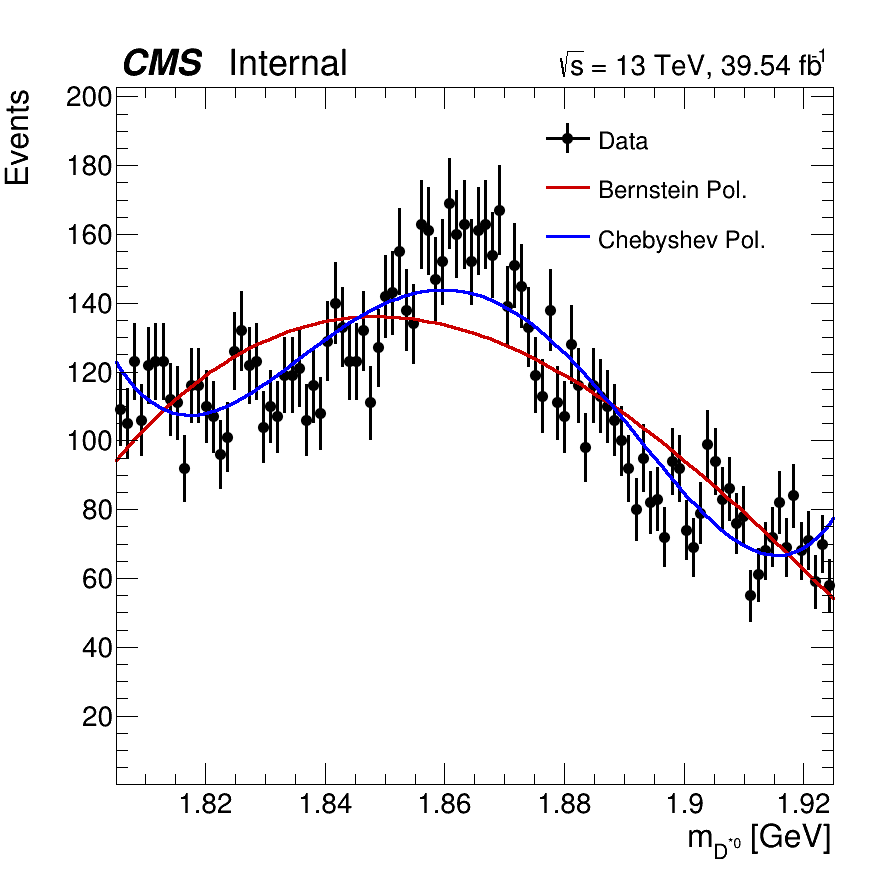 CMS Internal
√s = 13 TeV, 39.54 fb⁻¹
Events
200
180
160
140
120
100
80
60
40
20
Data
Bernstein Pol.
Chebyshev Pol.
1.82 1.84 1.86 1.88 1.9 1.92
m_D*0 [GeV]